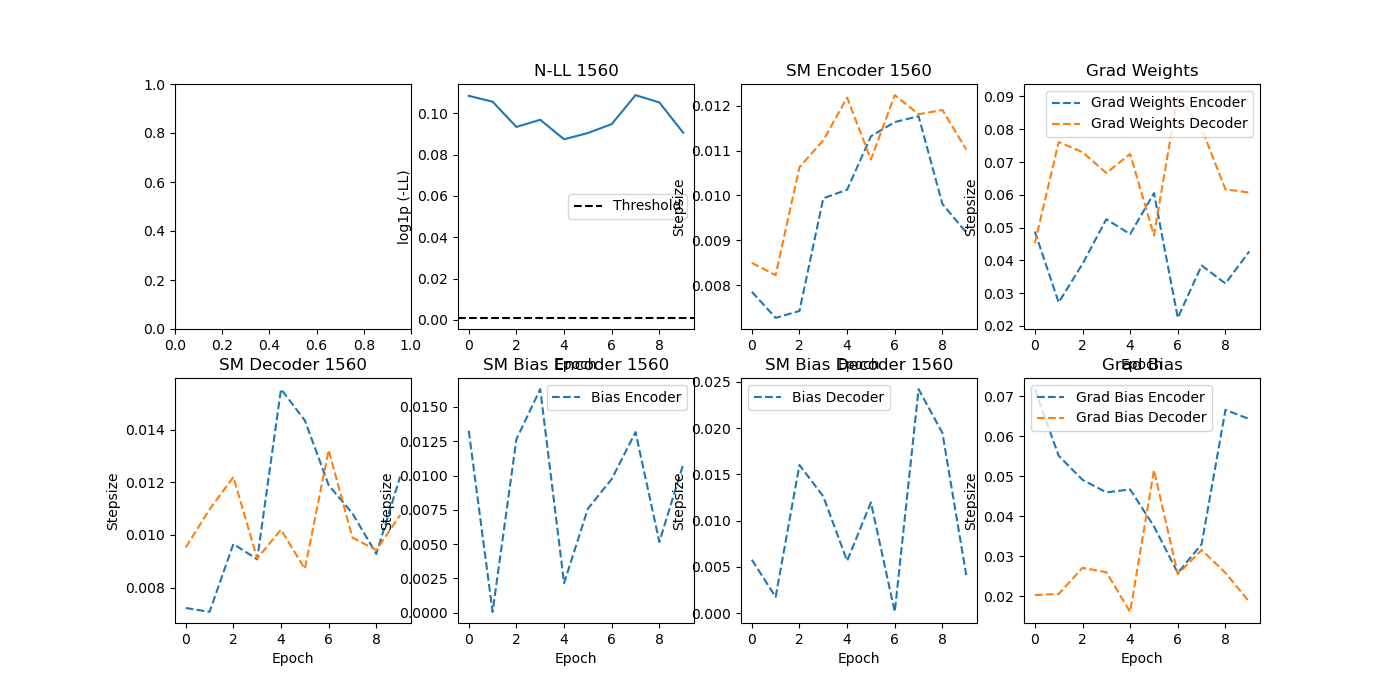 N-LL 1560
SM Encoder 1560
Grad Weights
1.0
0.8
0.6
0.4
0.2
0.0
0.0 0.2 0.4 0.6 0.8 1.0
log1p (-LL)
0.10
0.08
0.06
0.04
0.02
0.00
Threshold
0 2 4 6 8
Epoch
Stepsize
0.012
0.011
0.010
0.009
0.008
0 2 4 6 8
Epoch
Stepsize
0.09
0.08
0.07
0.06
0.05
0.04
0.03
0.02
Grad Weights Encoder
Grad Weights Decoder
0 2 4 6 8
Epoch
SM Decoder 1560
SM Bias Encoder 1560
SM Bias Decoder 1560
Grad Bias
Stepsize
0.014
0.012
0.010
0.008
0 2 4 6 8
Epoch
Stepsize
0.0150
0.0125
0.0100
0.0075
0.0050
0.0025
0.0000
Bias Encoder
0 2 4 6 8
Epoch
Stepsize
0.025
0.020
0.015
0.010
0.005
0.000
Bias Decoder
0 2 4 6 8
Epoch
Stepsize
0.07
0.06
0.05
0.04
0.03
0.02
Grad Bias Encoder
Grad Bias Decoder
0 2 4 6 8
Epoch